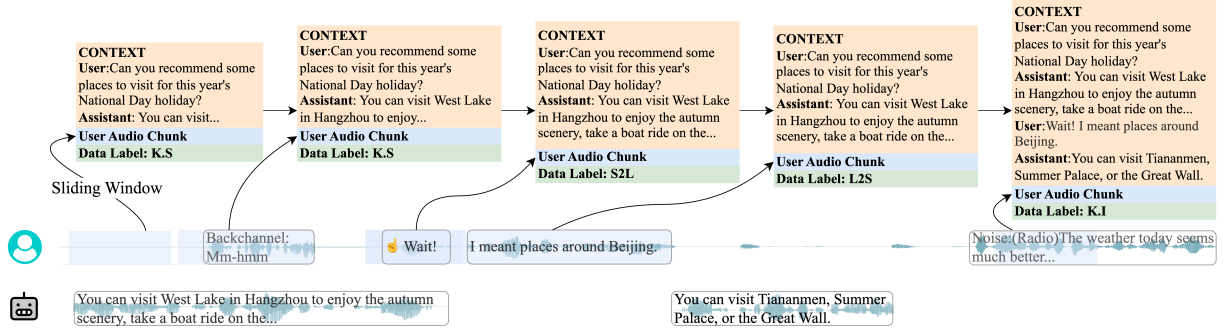 CONTEXT
User:Can you recommend some
places to visit for this year's
National Day holiday?
Assistant: You can visit...
User Audio Chunk
Data Label: K.S
CONTEXT
User:Can you recommend some
places to visit for this year's
National Day holiday?
Assistant: You can visit West Lake
in Hangzhou to enjoy...
User Audio Chunk
Data Label: K.S
CONTEXT
User:Can you recommend some
places to visit for this year's
National Day holiday?
Assistant: You can visit West Lake
in Hangzhou to enjoy the autumn
scenery, take a boat ride on the...
User Audio Chunk
Data Label: S2L
CONTEXT
User:Can you recommend some
places to visit for this year's
National Day holiday?
Assistant: You can visit West Lake
in Hangzhou to enjoy the autumn
scenery, take a boat ride on the...
User Audio Chunk
Data Label: L2S
CONTEXT
User:Can you recommend some
places to visit for this year's
National Day holiday?
Assistant: You can visit West Lake
in Hangzhou to enjoy the autumn
scenery, take a boat ride on the...
User:Wait! I meant places around
Beijing.
Assistant:You can visit Tiananmen,
Summer Palace, or the Great Wall.
User Audio Chunk
Data Label: K.I
Sliding Window
Backchannel:
Mm-hmm
☝ Wait!
I meant places around Beijing.
Noise:(Radio)The weather today seems
much better...
You can visit West Lake in Hangzhou to enjoy the autumn
scenery, take a boat ride on the...
You can visit Tiananmen, Summer
Palace, or the Great Wall.